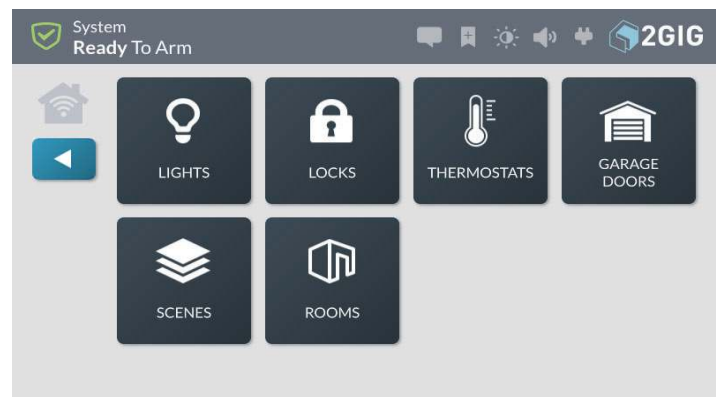 System
Ready To Arm
2GIG
LIGHTS
LOCKS
THERMOSTATS
GARAGE
DOORS
SCENES
ROOMS